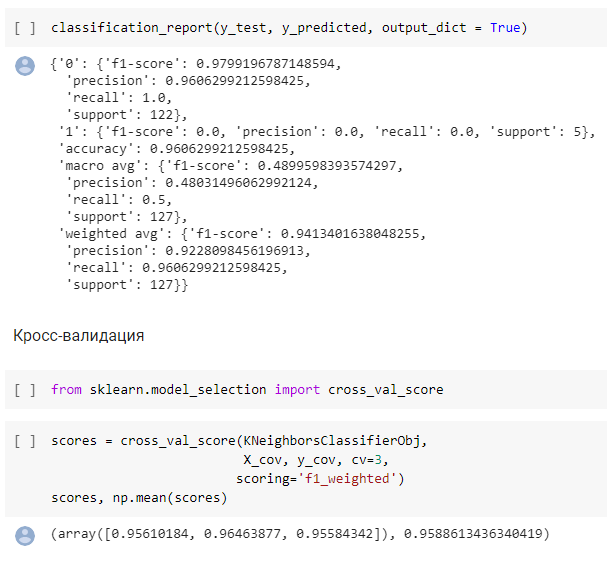 [ ] classification_report(y_test, y_predicted, output_dict = True)
{'0': {'f1-score': 0.9799196787148594,
'precision': 0.9606299212598425,
'recall': 1.0,
'support': 122},
'1': {'f1-score': 0.0, 'precision': 0.0, 'recall': 0.0, 'support': 5},
'accuracy': 0.9606299212598425,
'macro avg': {'f1-score': 0.4899598393574297,
'precision': 0.48031496062992124,
'recall': 0.5,
'support': 127},
'weighted avg': {'f1-score': 0.9413401638048255,
'precision': 0.9228098456196913,
'recall': 0.9606299212598425,
'support': 127}}
Кросс-валидация
[ ] from sklearn.model_selection import cross_val_score
[ ] scores = cross_val_score(KNeighborsClassifierObj,
X_cov, y_cov, cv=3,
scoring='f1_weighted')
scores, np.mean(scores)
(array([0.95610184, 0.96463877, 0.95584342]), 0.9588613436340419)